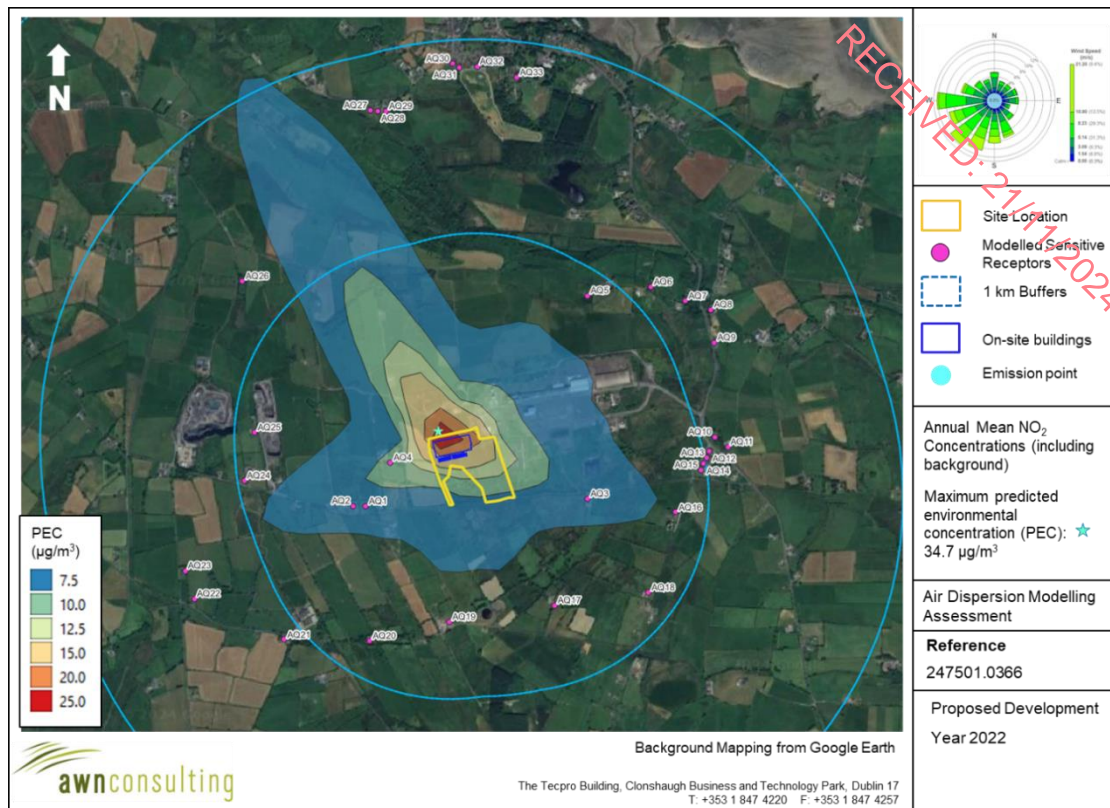 N
AQ30
AQ32
AQ31
AQ33
AQ27
AQ29
AQ28
AQ26
AQ5
AQ6
AQ7
AQ8
AQ9
AQ25
AQ10
AQ11
AQ13
AQ12
AQ15
AQ14
AQ4
AQ24
AQ2
AQ1
AQ3
AQ16
AQ23
AQ22
AQ18
AQ17
AQ19
AQ21
AQ20
PEC
(µg/m³)
7.5
10.0
12.5
15.0
20.0
25.0
N
W
E
S
Wind Speed
(m/s)
RECEIVED: 21/11/2024
Site Location
Modelled Sensitive
Receptors
1 km Buffers
On-site buildings
Emission point
Annual Mean NO₂
Concentrations (including
background)
Maximum predicted
environmental
concentration (PEC):
34.7 µg/m³
Air Dispersion Modelling
Assessment
Reference
247501.0366
Proposed Development
Year 2022
awnconsulting
Background Mapping from Google Earth
The Tecpro Building, Clonshaugh Business and Technology Park, Dublin 17
T: +353 1 847 4220 F: +353 1 847 4257